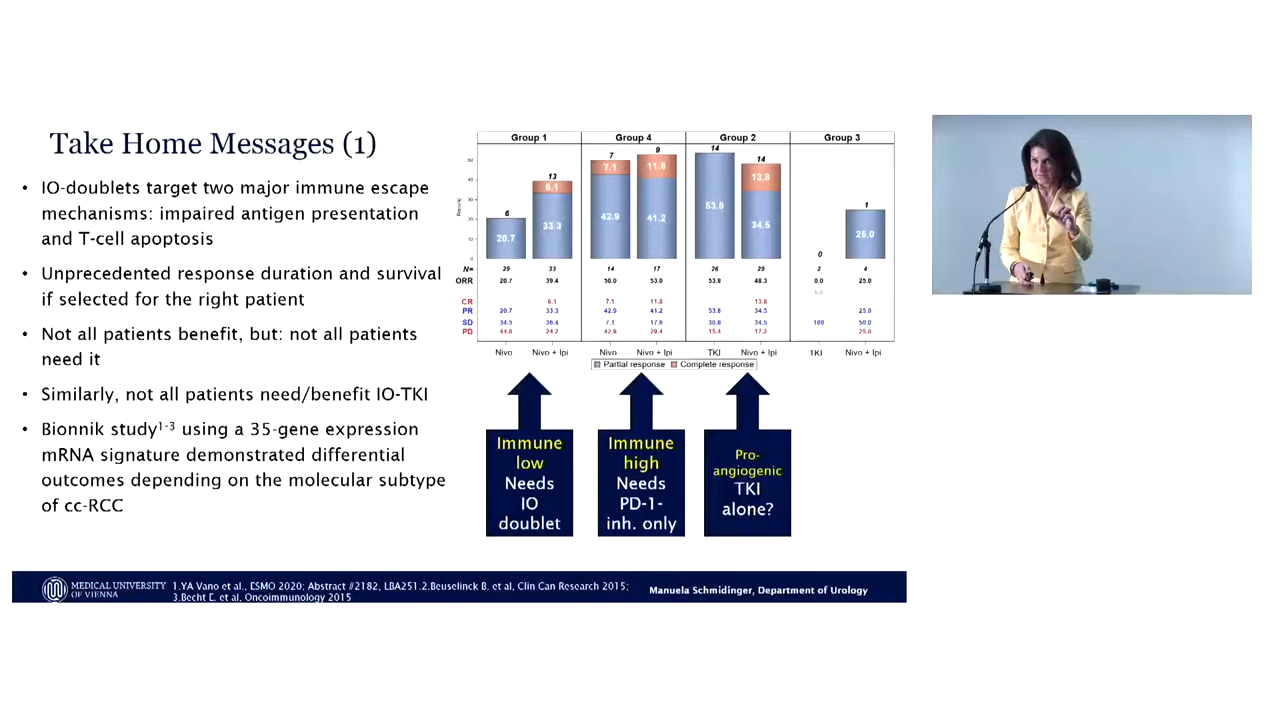 Take Home Messages (1)
• IO-doublets target two major immune escape
mechanisms: impaired antigen presentation
and T-cell apoptosis
• Unprecedented response duration and survival
if selected for the right patient
• Not all patients benefit, but: not all patients
need it
• Similarly, not all patients need/benefit IO-TKI
• Bionnik study1-3 using a 35-gene expression
mRNA signature demonstrated differential
outcomes depending on the molecular subtype
of cc-RCC
Group 1 Group 4 Group 2 Group 3
50
40
30
20
10
0
6 13 7 9 14 14 0 1
6.1 7.1 11.8 13.8
20.7 33.3 42.9 41.2 53.8 34.5 25.0
N= 29 33 14 17 26 29 2 4
ORR 20.7 39.4 50.0 53.0 53.8 48.3 0.0 25.0
CR 6.1 7.1 11.8 13.8
PR 20.7 33.3 42.9 41.2 53.8 34.5 25.0
SD 34.5 36.4 7.1 17.6 30.8 34.5 100 50.0
PD 44.8 24.2 42.9 29.4 15.4 17.2 25.0
Nivo Nivo + Ipi Nivo Nivo + Ipi TKI Nivo + Ipi TKI Nivo + Ipi
Partial response Complete response
Immune
low
Needs
IO
doublet
Immune
high
Needs
PD-1-
inh. only
Pro-
angiogenic
TKI
alone?
MEDICAL UNIVERSITY
OF VIENNA
1.YA Vano et al., ESMO 2020; Abstract #2182, LBA251.2.Beuselinck B. et al, Clin Can Research 2015;
3.Becht E. et al, Oncoimmunology 2015
Manuela Schmidinger, Department of Urology